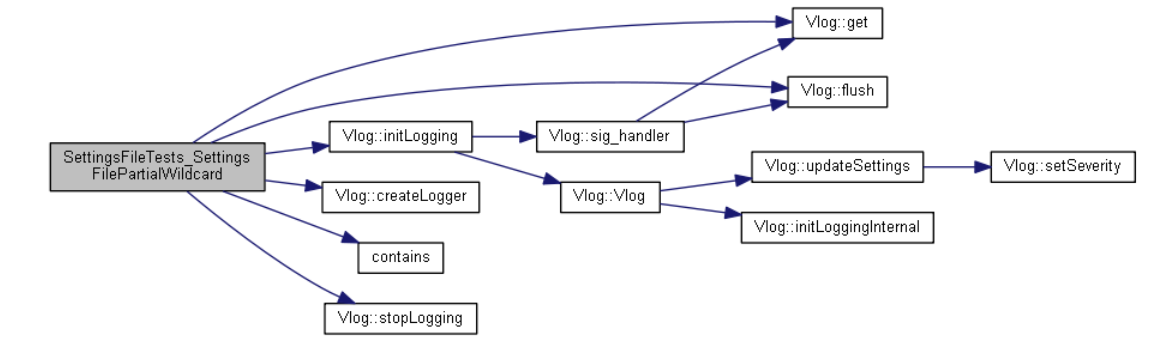 Vlog::get
Vlog::flush
Vlog::initLogging
Vlog::sig_handler
SettingsFileTests_Settings
FilePartialWildcard
Vlog::updateSettings
Vlog::setSeverity
Vlog::createLogger
Vlog::Vlog
Vlog::initLoggingInternal
contains
Vlog::stopLogging